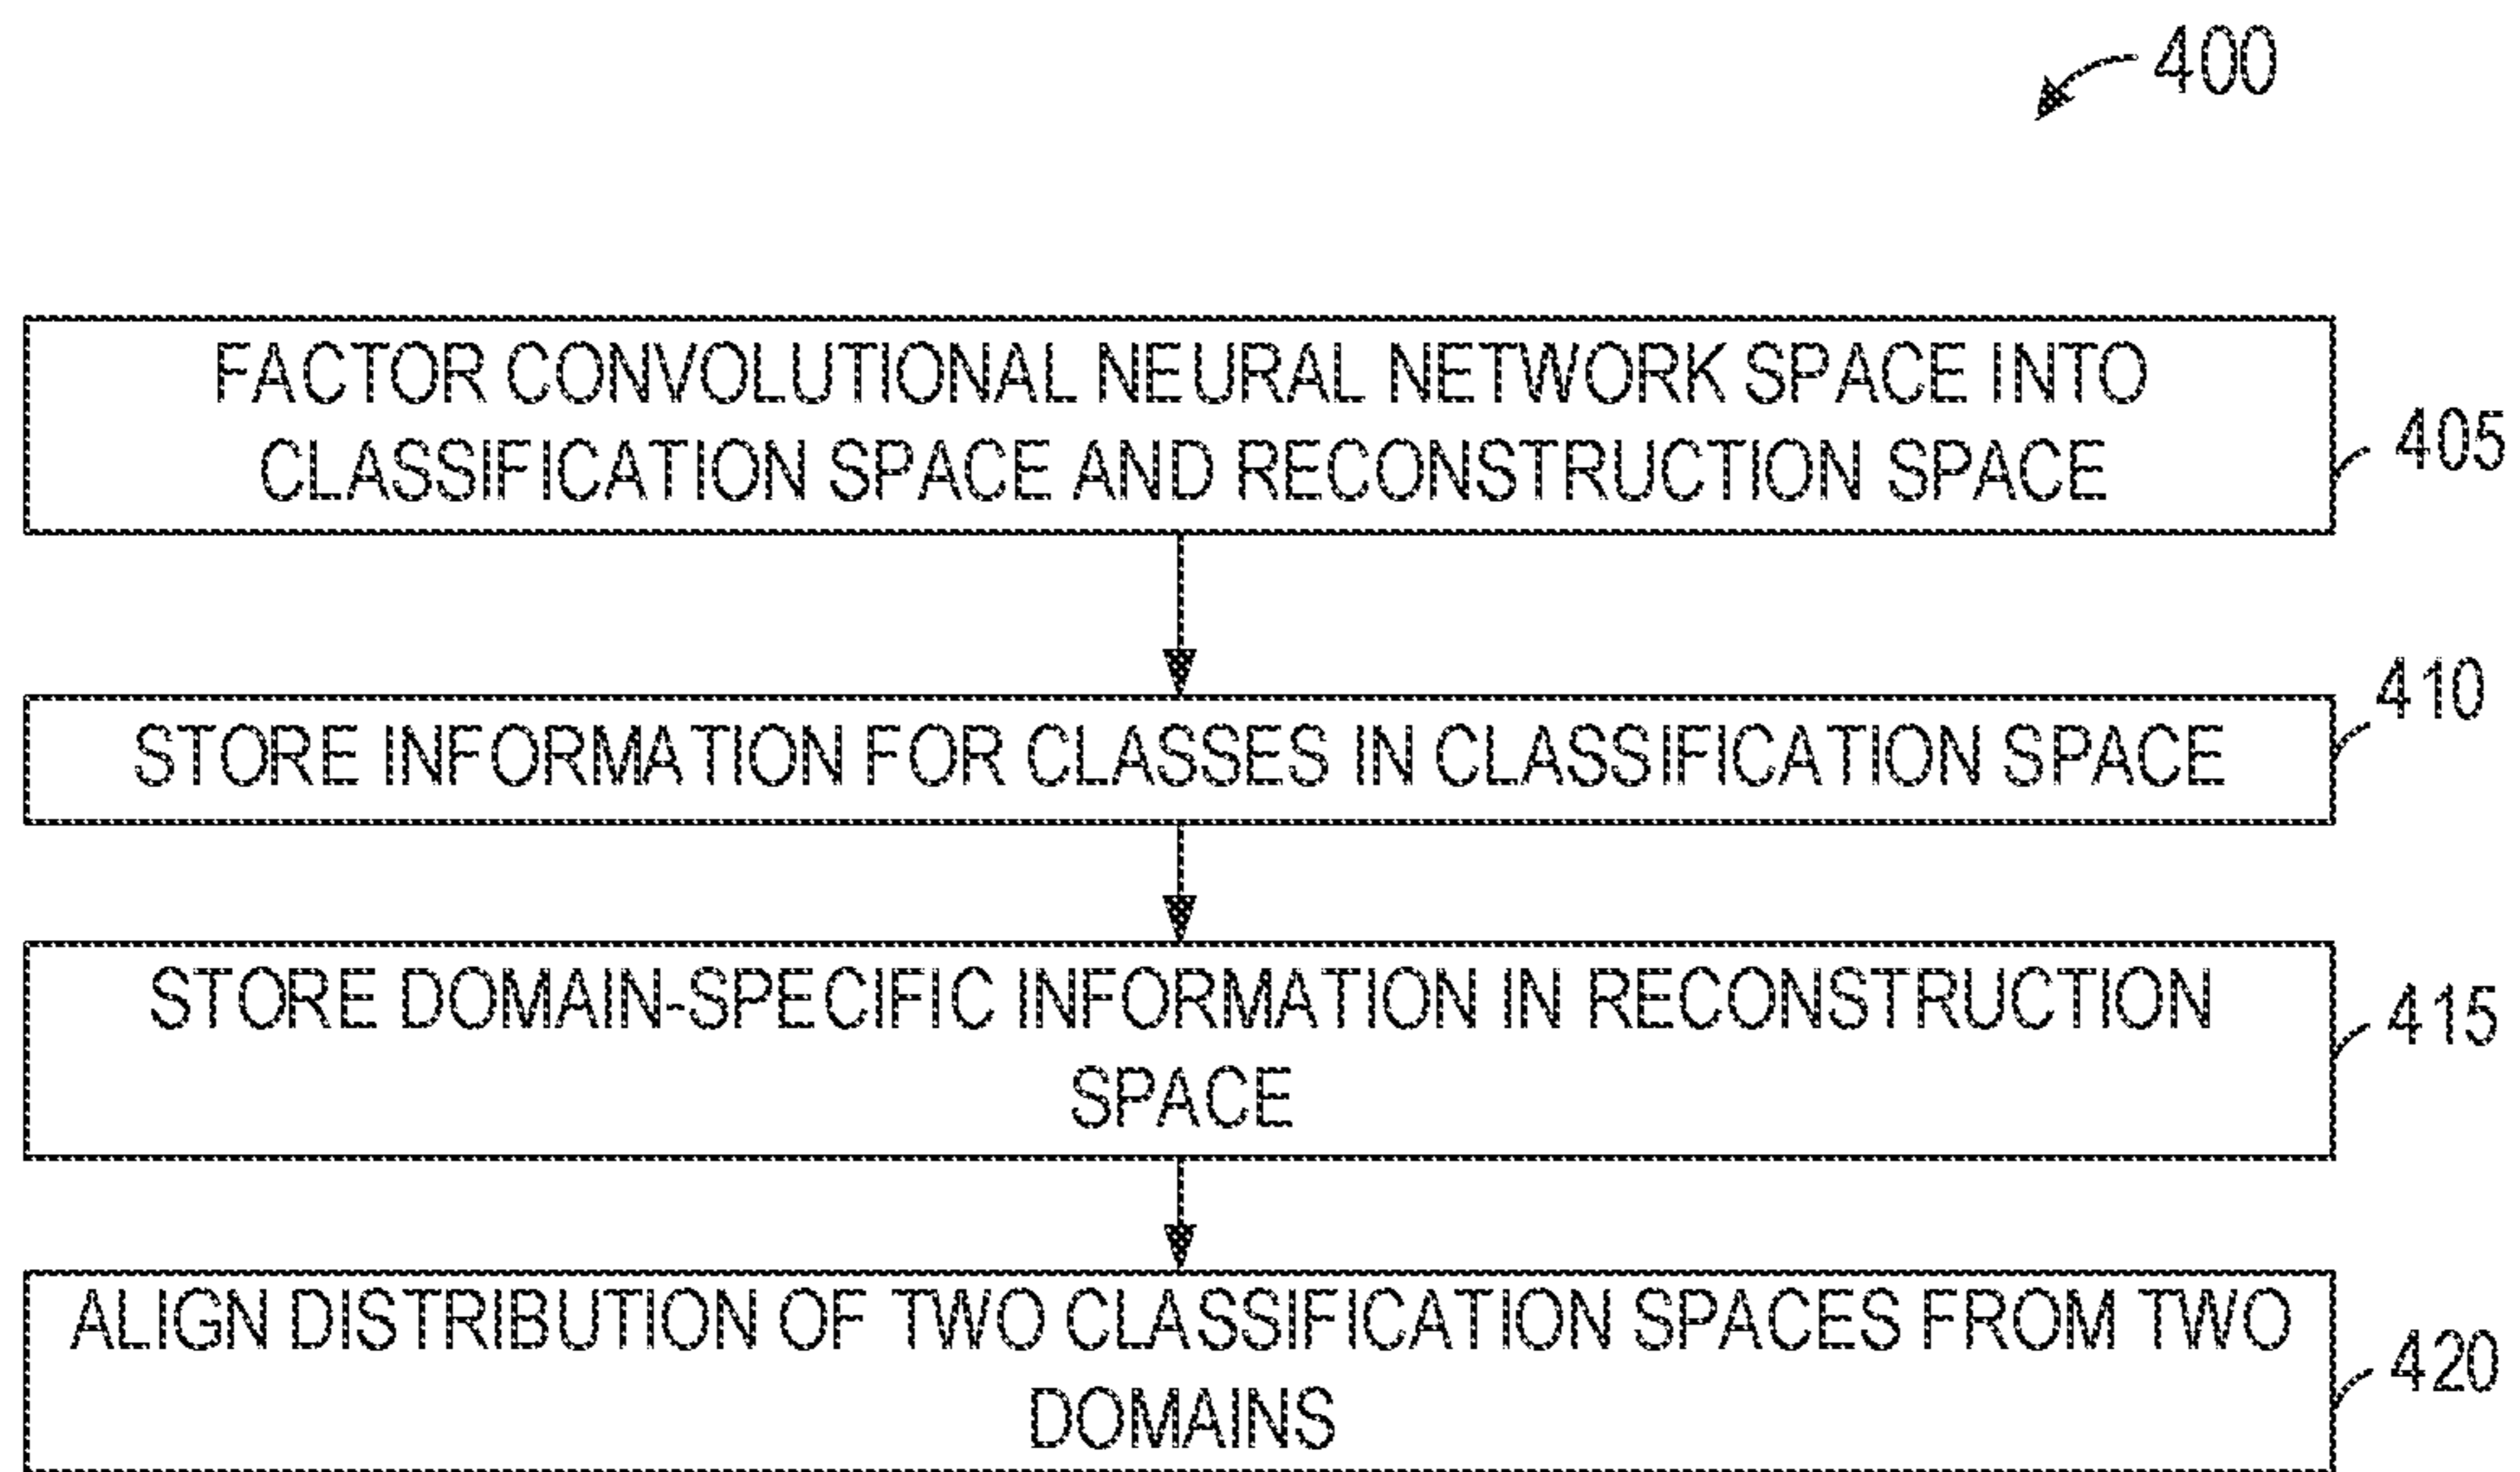 400
FACTOR CONVOLUTIONAL NEURAL NETWORK SPACE INTO
CLASSIFICATION SPACE AND RECONSTRUCTION SPACE
405
STORE INFORMATION FOR CLASSES IN CLASSIFICATION SPACE
410
STORE DOMAIN-SPECIFIC INFORMATION IN RECONSTRUCTION
SPACE
415
ALIGN DISTRIBUTION OF TWO CLASSIFICATION SPACES FROM TWO
DOMAINS
420